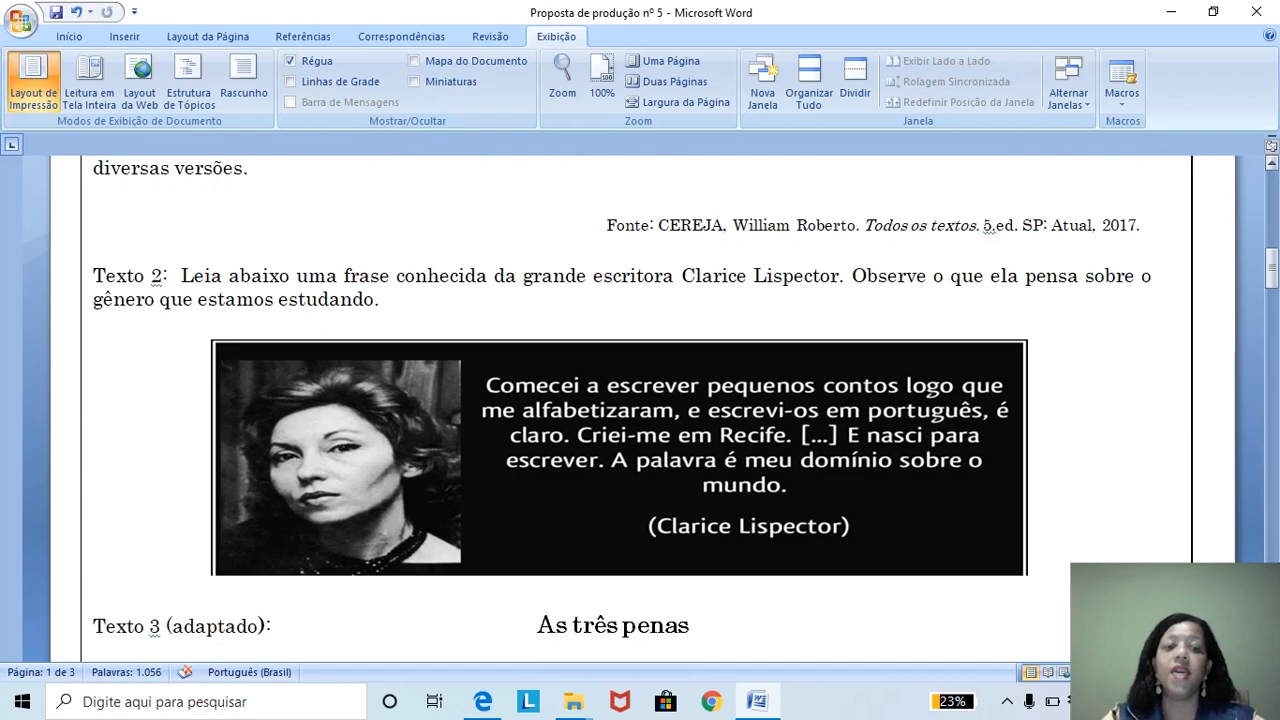 Proposta de produção nº 5 - Microsoft Word
Início Inserir Layout da Página Referências Correspondências Revisão Exibição
Layout de Impressão
Leitura em Tela Inteira
Layout da Web
Estrutura de Tópicos
Rascunho
Modos de Exibição de Documento
Régua
Linhas de Grade
Barra de Mensagens
Mapa do Documento
Miniaturas
Mostrar/Ocultar
Zoom
100%
Uma Página
Duas Páginas
Largura da Página
Zoom
Nova Janela
Organizar Tudo
Dividir
Exibir Lado a Lado
Rolagem Sincronizada
Redefinir Posição da Janela
Alternar Janelas
Janela
Macros
Macros
diversas versões.
Fonte: CEREJA, William Roberto. Todos os textos. 5.ed. SP: Atual, 2017.
Texto 2: Leia abaixo uma frase conhecida da grande escritora Clarice Lispector. Observe o que ela pensa sobre o
gênero que estamos estudando.
Comecei a escrever pequenos contos logo que
me alfabetizaram, e escrevi-os em português, é
claro. Criei-me em Recife. [...] E nasci para
escrever. A palavra é meu domínio sobre o
mundo.
(Clarice Lispector)
Texto 3 (adaptado): As três penas
Página: 1 de 3 Palavras: 1.056 Português (Brasil)
Digite aqui para pesquisar
23%